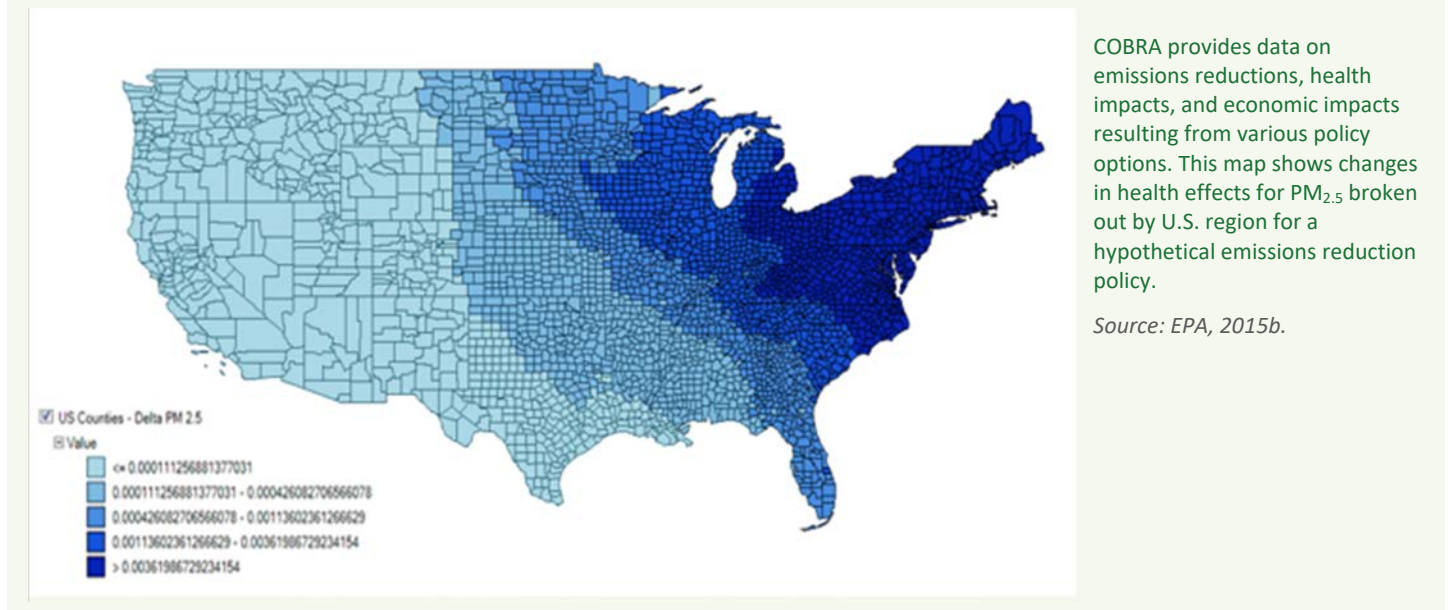 COBRA provides data on
emissions reductions, health
impacts, and economic impacts
resulting from various policy
options. This map shows changes
in health effects for PM2.5 broken
out by U.S. region for a
hypothetical emissions reduction
policy.
Source: EPA, 2015b.
US Counties - Delta PM 2.5
Value
<= 0.000111256881377031
0.000111256881377031 - 0.000426082706566078
0.000426082706566078 - 0.00113602361266629
0.00113602361266629 - 0.00361986729234154
> 0.00361986729234154